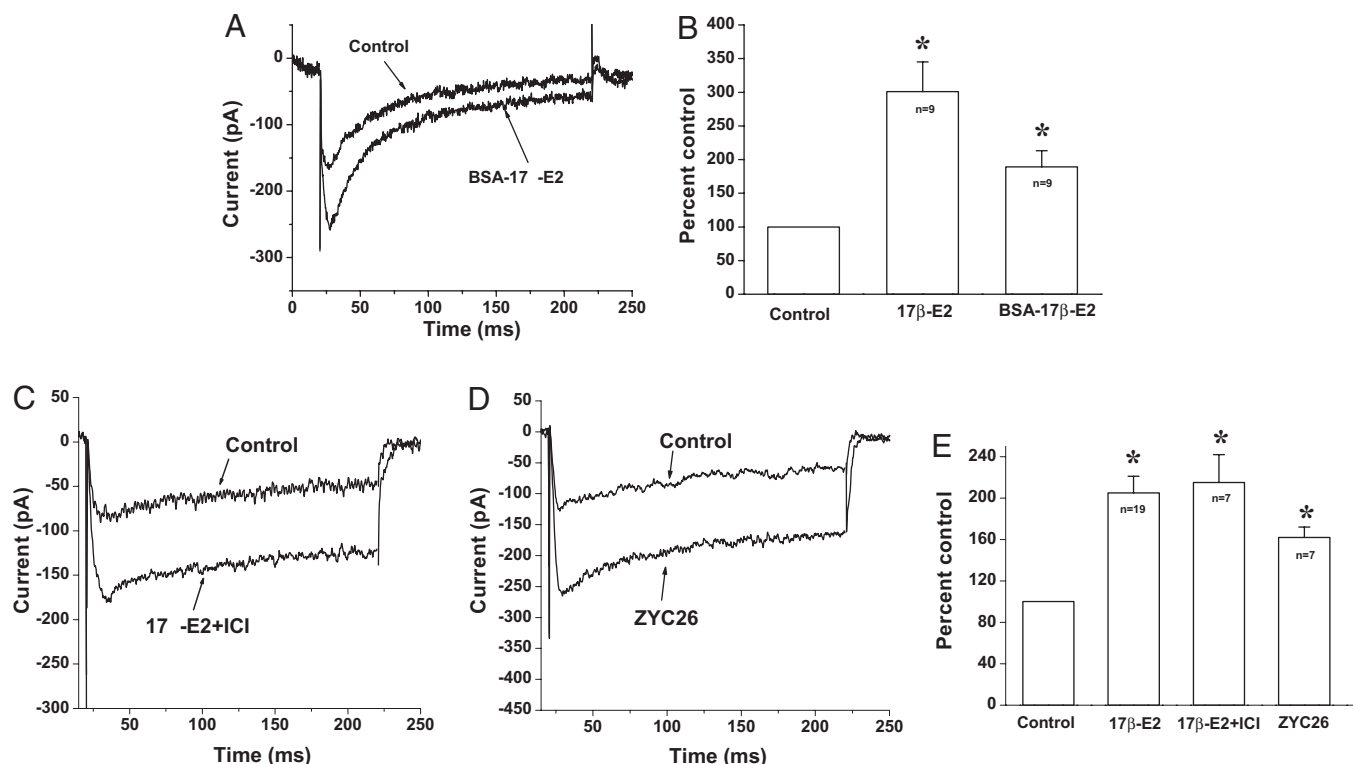 A
Current (pA)
0
-100
-200
-300
Control
BSA-17 -E2
0
50
100
150
200
250
Time (ms)
B
Percent control
400
350
300
250
200
150
100
50
0
*
n=9
*
n=9
Control
17β-E2
BSA-17β-E2
C
Current (pA)
50
0
-50
-100
-150
-200
-250
-300
Control
17 -E2+ICI
50
100
150
200
250
Time (ms)
D
Current (pA)
50
0
-50
-100
-150
-200
-250
-300
-350
-400
-450
Control
ZYC26
50
100
150
200
250
Time (ms)
E
Percent control
240
200
160
120
80
40
0
*
n=19
*
n=7
*
n=7
Control
17β-E2
17β-E2+ICI
ZYC26